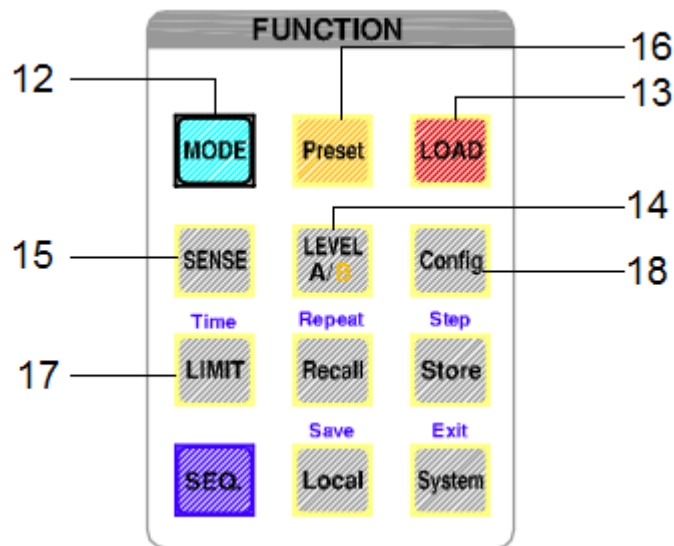 FUNCTION
16
12
13
MODE
Preset
LOAD
14
15
SENSE
LEVEL
A/B
Config
18
Time
Repeat
Step
17
LIMIT
Recall
Store
Save
Exit
SEQ.
Local
System